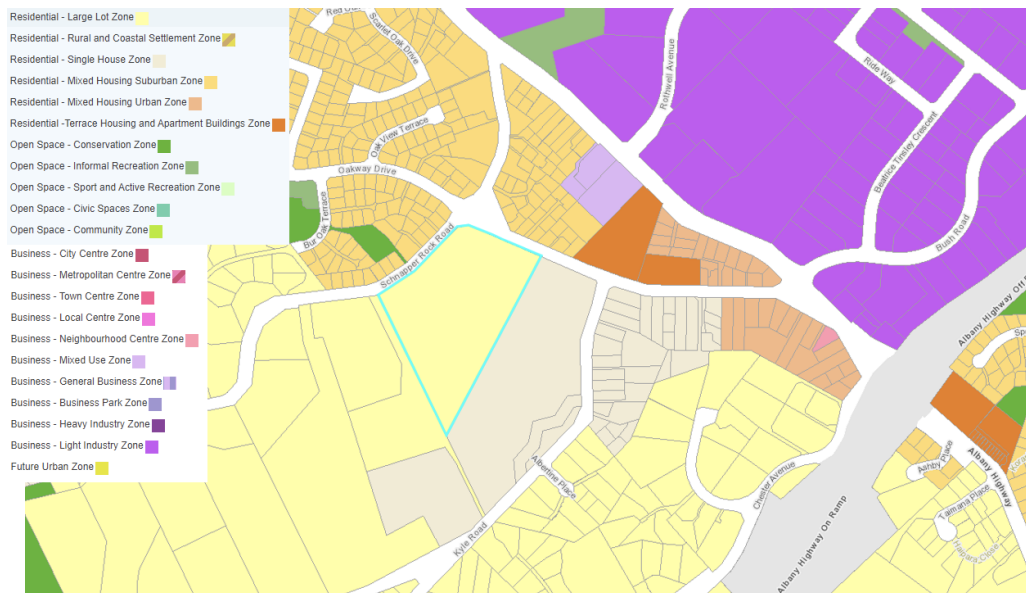 Residential - Large Lot Zone
Residential - Rural and Coastal Settlement Zone
Residential - Single House Zone
Residential - Mixed Housing Suburban Zone
Residential - Mixed Housing Urban Zone
Residential -Terrace Housing and Apartment Buildings Zone
Open Space - Conservation Zone
Open Space - Informal Recreation Zone
Open Space - Sport and Active Recreation Zone
Open Space - Civic Spaces Zone
Open Space - Community Zone
Business - City Centre Zone
Business - Metropolitan Centre Zone
Business - Town Centre Zone
Business - Local Centre Zone
Business - Neighbourhood Centre Zone
Business - Mixed Use Zone
Business - General Business Zone
Business - Business Park Zone
Business - Heavy Industry Zone
Business - Light Industry Zone
Future Urban Zone
Scarlet Oak Drive
Oak View Terrace
Oakway Drive
Bur Oak Terrace
Schnapper Rock Road
Rothwell Avenue
Ride Way
Beatrice Tinsley Crescent
Bush Road
Albany Highway Off
Albertine Place
Kyle Road
Chester Avenue
Albany Highway On Ramp
Ashby Place
Albany Highway
Taimana Place
Haipara Close